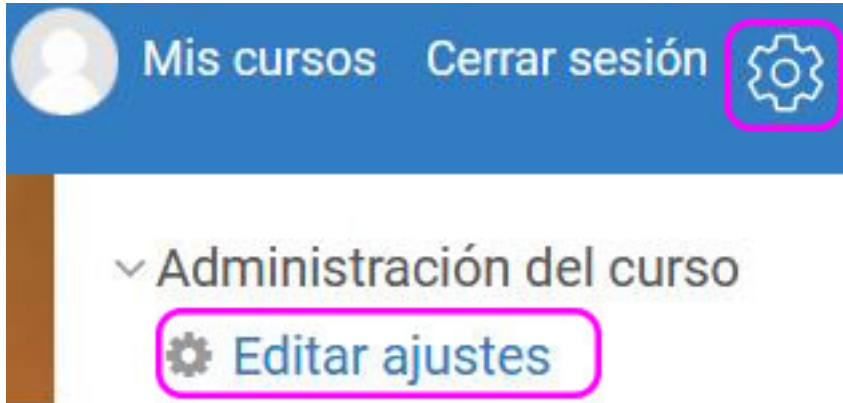 Mis cursos Cerrar sesión
Administración del curso
Editar ajustes